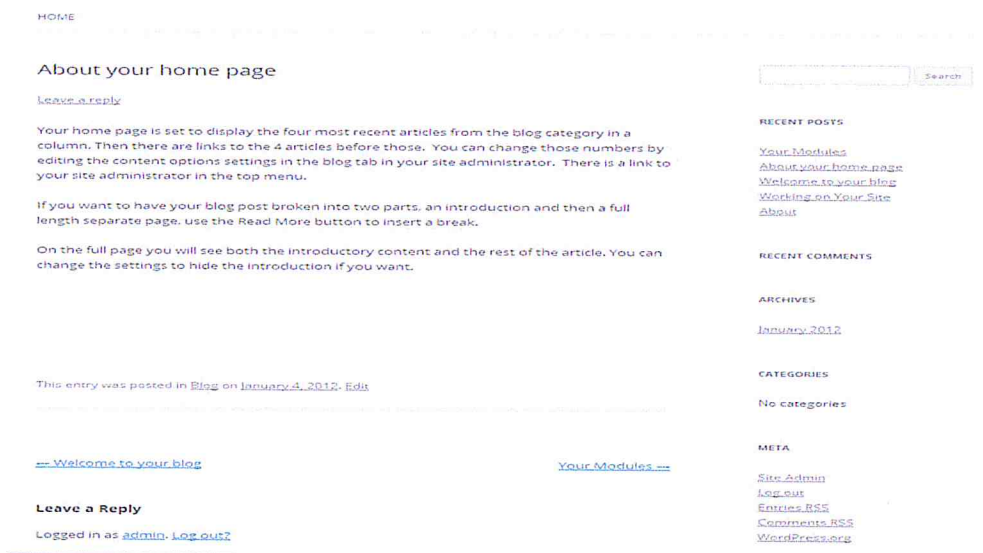 HOME
About your home page
Leave a reply
Your home page is set to display the four most recent articles from the blog category in a
column. Then there are links to the 4 articles before those. You can change those numbers by
editing the content options settings in the blog tab in your site administrator. There is a link to
your site administrator in the top menu.
If you want to have your blog post broken into two parts, an introduction and then a full
length separate page, use the Read More button to insert a break.
On the full page you will see both the introductory content and the rest of the article. You can
change the settings to hide the introduction if you want.
This entry was posted in Blog on January 4, 2012. Edit
← Welcome to your blog
Your Modules →
Leave a Reply
Logged in as admin. Log out?
Search
RECENT POSTS
Your Modules
About your home page
Welcome to your blog
Working on Your Site
About
RECENT COMMENTS
ARCHIVES
January 2012
CATEGORIES
No categories
META
Site Admin
Log out
Entries RSS
Comments RSS
WordPress.org